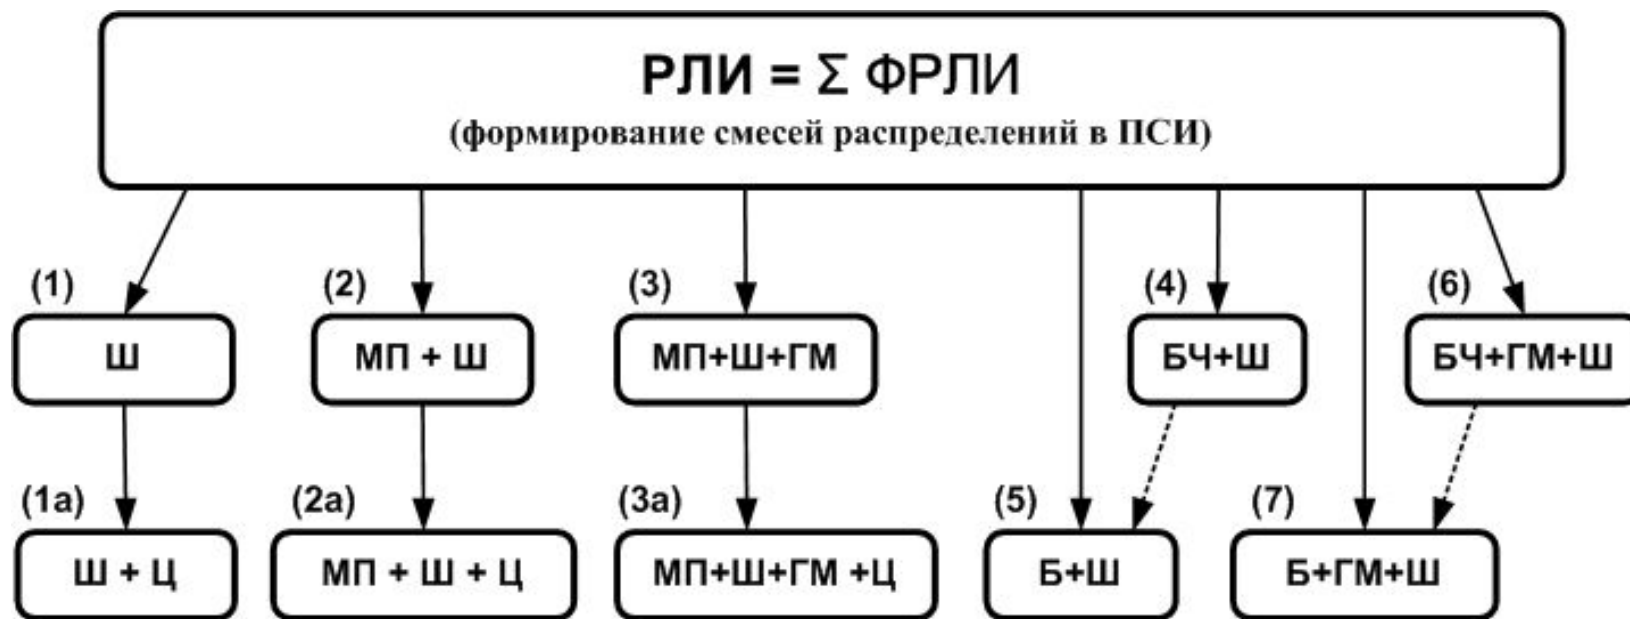 РЛИ = Σ ФРЛИ
(формирование смесей распределений в ПСИ)
(1)
Ш
(2)
МП + Ш
(3)
МП+Ш+ГМ
(4)
БЧ+Ш
(6)
БЧ+ГМ+Ш
(1а)
Ш + Ц
(2а)
МП + Ш + Ц
(3а)
МП+Ш+ГМ +Ц
(5)
Б+Ш
(7)
Б+ГМ+Ш